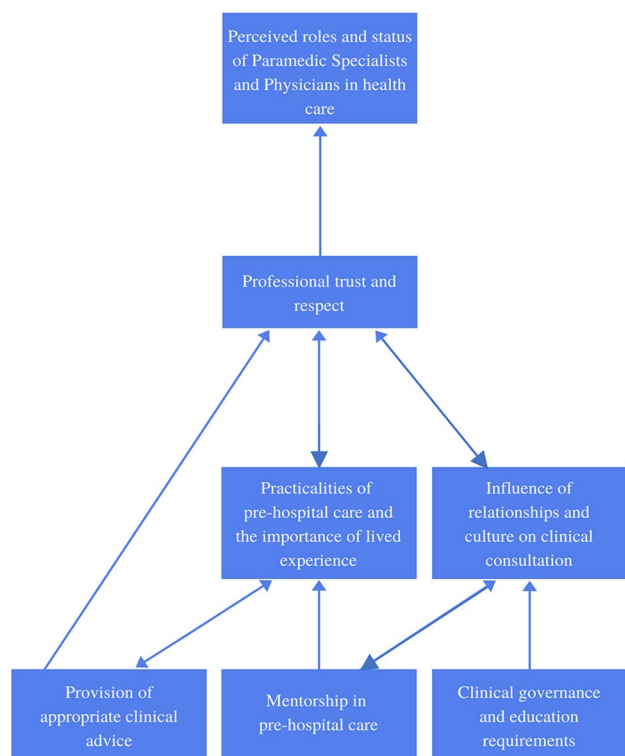 Perceived roles and status
of Paramedic Specialists
and Physicians in health
care
Professional trust and
respect
Practicalities of
pre-hospital care and
the importance of lived
experience
Influence of
relationships and
culture on clinical
consultation
Provision of
appropriate clinical
advice
Mentorship in
pre-hospital care
Clinical governance
and education
requirements